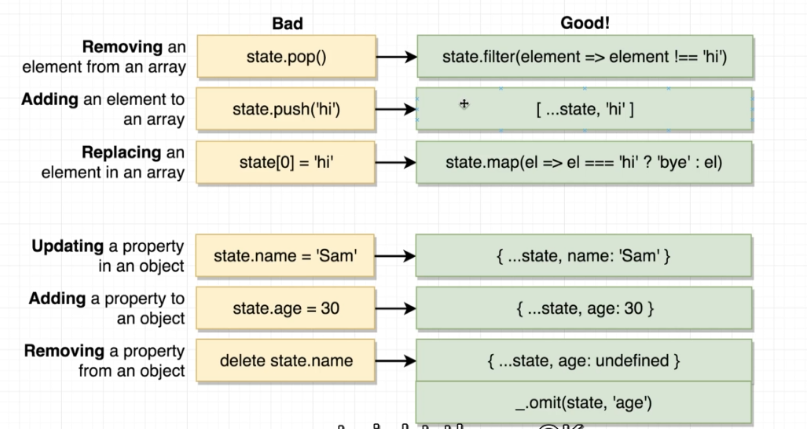 Bad
Good!
Removing an
element from an array
state.pop()
state.filter(element => element !== 'hi')
Adding an element to
an array
state.push('hi')
[ ...state, 'hi' ]
Replacing an
element in an array
state[0] = 'hi'
state.map(el => el === 'hi' ? 'bye' : el)
Updating a property
in an object
state.name = 'Sam'
{ ...state, name: 'Sam' }
Adding a property to
an object
state.age = 30
{ ...state, age: 30 }
Removing a property
from an object
delete state.name
{ ...state, age: undefined }
_.omit(state, 'age')